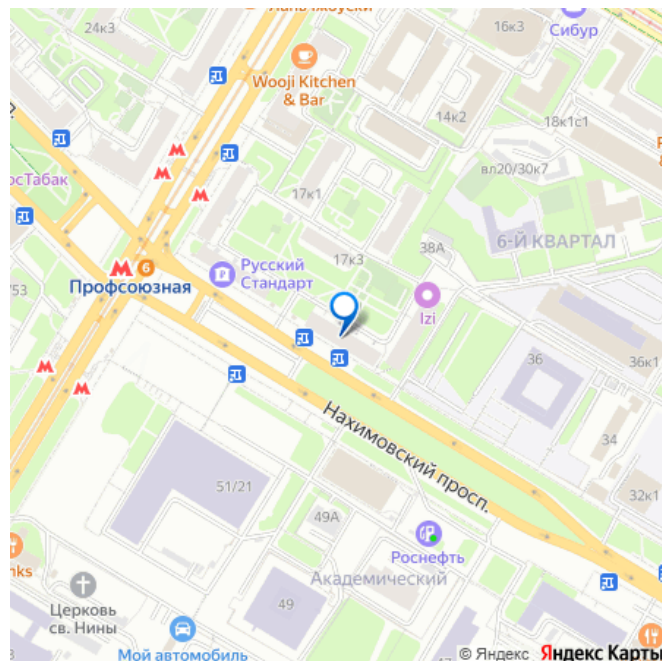 24к3
Wooji Kitchen
& Bar
Сибур
16к3
14к2
18к1с1
вл20/30к7
17к1
6-Й КВАРТАЛ
38А
17к3
6
Профсоюзная
Русский
Стандарт
Izi
36
36к1
34
32к1
Нахимовский просп.
51/21
49А
Роснефть
Академический
49
Церковь
св. Нины
Мой автомобиль
© Яндекс Яндекс Карты